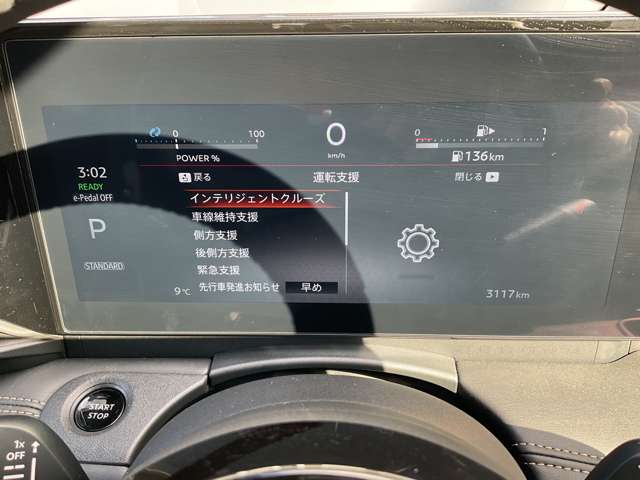 0 100
POWER %
0
km/h
0 1
136km
3:02
READY
e-Pedal OFF
P
STANDARD
9℃
戻る 運転支援 閉じる
インテリジェントクルーズ
車線維持支援
側方支援
後側方支援
緊急支援
先行車発進お知らせ 早め
3117km
START
STOP
1x
OFF